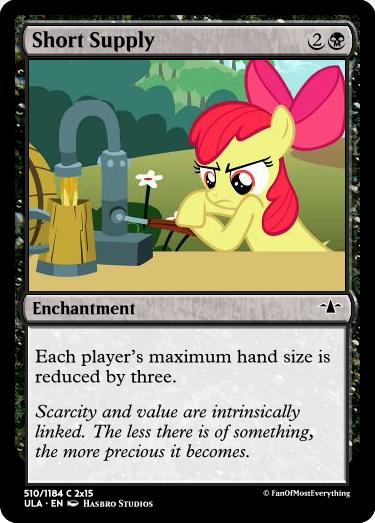 Short Supply 2
Enchantment
Each player's maximum hand size is
reduced by three.
Scarcity and value are intrinsically
linked. The less there is of something,
the more precious it becomes.
510/1184 C 2x15
ULA • EN HASBRO STUDIOS
© FanOfMostEverything